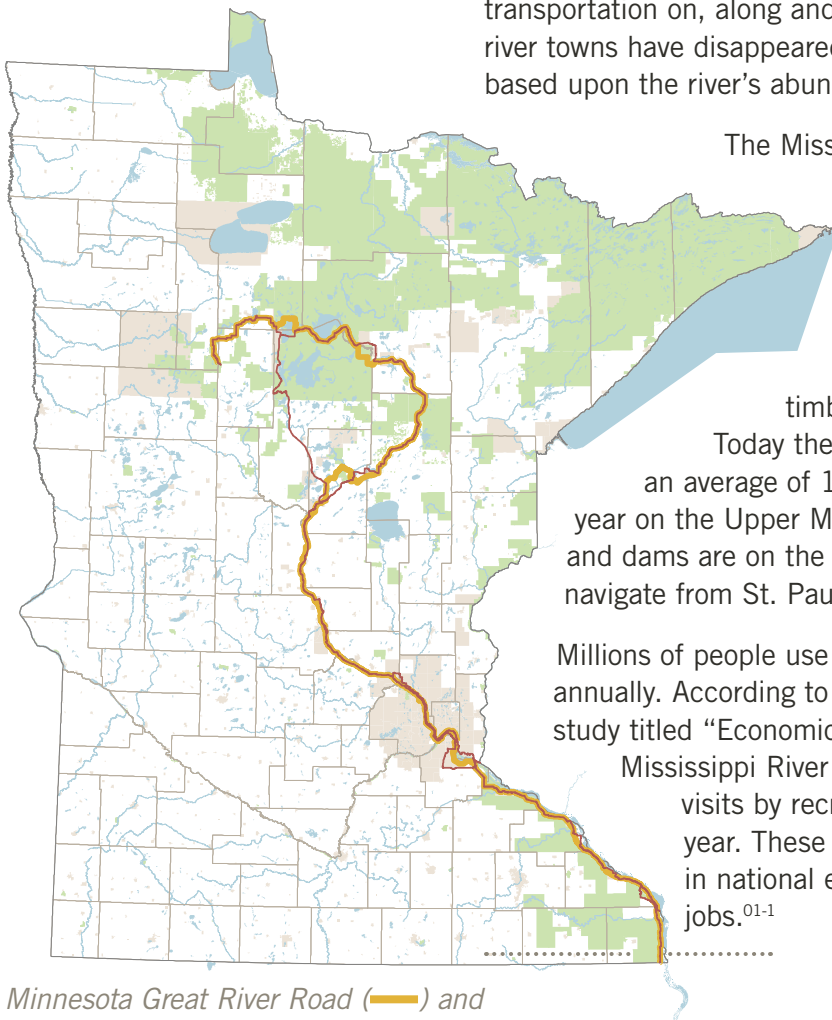 transportation on, along and
river towns have disappeared
based upon the river’s abun
The Miss
timb
Today the
an average of 1
year on the Upper M
and dams are on the
navigate from St. Pau
Millions of people use
annually. According to
study titled “Economic
Mississippi River
visits by recr
year. These
in national e
jobs.01-1
Minnesota Great River Road (—) and